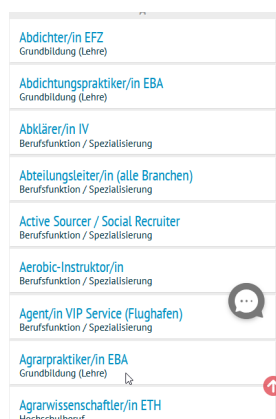 Abdichter/in EFZ
Grundbildung (Lehre)
Abdichtungspraktiker/in EBA
Grundbildung (Lehre)
Abklärer/in IV
Berufsfunktion / Spezialisierung
Abteilungsleiter/in (alle Branchen)
Berufsfunktion / Spezialisierung
Active Sourcer / Social Recruiter
Berufsfunktion / Spezialisierung
Aerobic-Instruktor/in
Berufsfunktion / Spezialisierung
Agent/in VIP Service (Flughafen)
Berufsfunktion / Spezialisierung
Agrarpraktiker/in EBA
Grundbildung (Lehre)
Agrarwissenschaftler/in ETH
Hochschulberuf